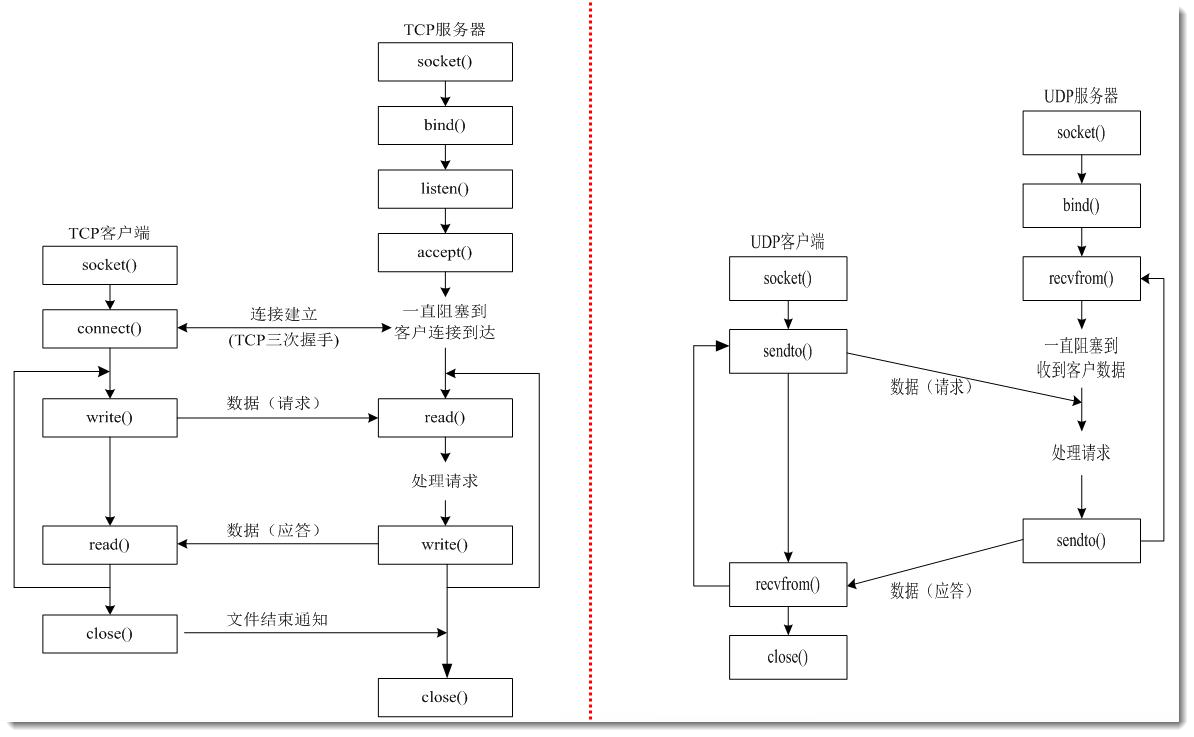 TCP服务器
socket()
bind()
listen()
accept()
一直阻塞到
客户连接到达
read()
处理请求
write()
close()
TCP客户端
socket()
connect()
write()
read()
close()
连接建立
(TCP三次握手)
数据（请求）
数据（应答）
文件结束通知
UDP服务器
socket()
bind()
recvfrom()
一直阻塞到
收到客户数据
处理请求
sendto()
UDP客户端
socket()
sendto()
recvfrom()
close()
数据（请求）
数据（应答）